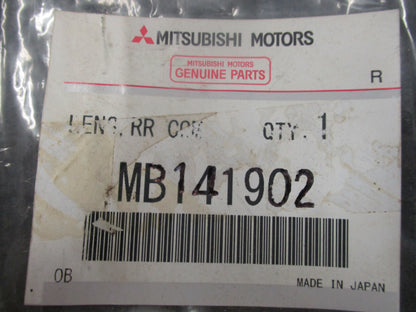 MITSUBISHI MOTORS
MITSUBISHI MOTORS
GENUINE PARTS
R
LENS, RR QTY. 1
MB141902
OB
MADE IN JAPAN